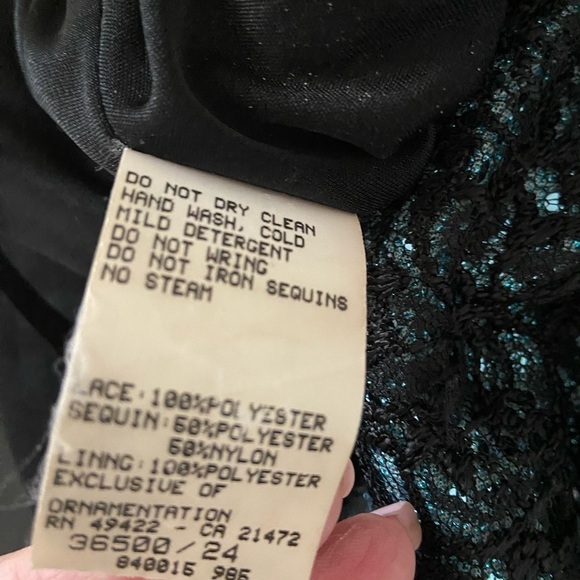 DO NOT DRY CLEAN
HAND WASH, COLD
MILD DETERGENT
DO NOT WRING
DO NOT IRON SEQUINS
NO STEAM
LACE:100%POLYESTER
SEQUIN:50%POLYESTER
50%NYLON
LINNG:100%POLYESTER
EXCLUSIVE OF
ORNAMENTATION
RN 49422 - CA 21472
36500/24
840015 985